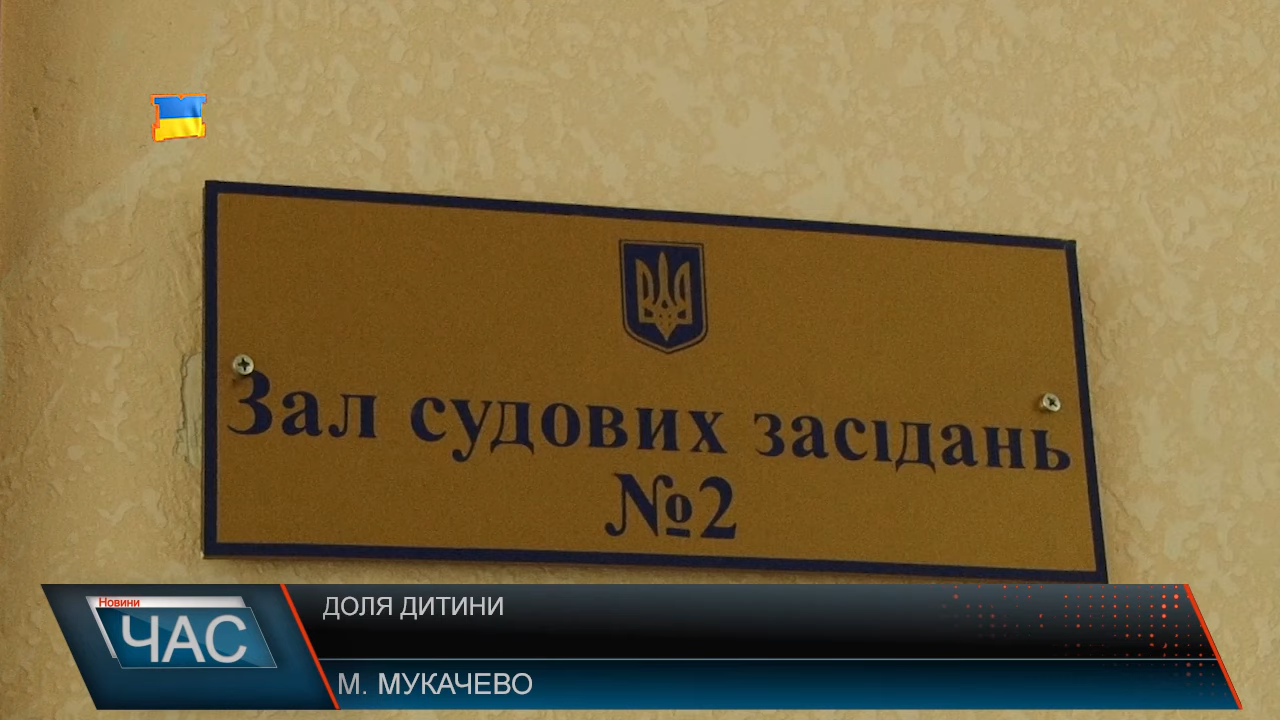 Зал судових засідань
№2
Новини
ЧАС
ДОЛЯ ДИТИНИ
М. МУКАЧЕВО